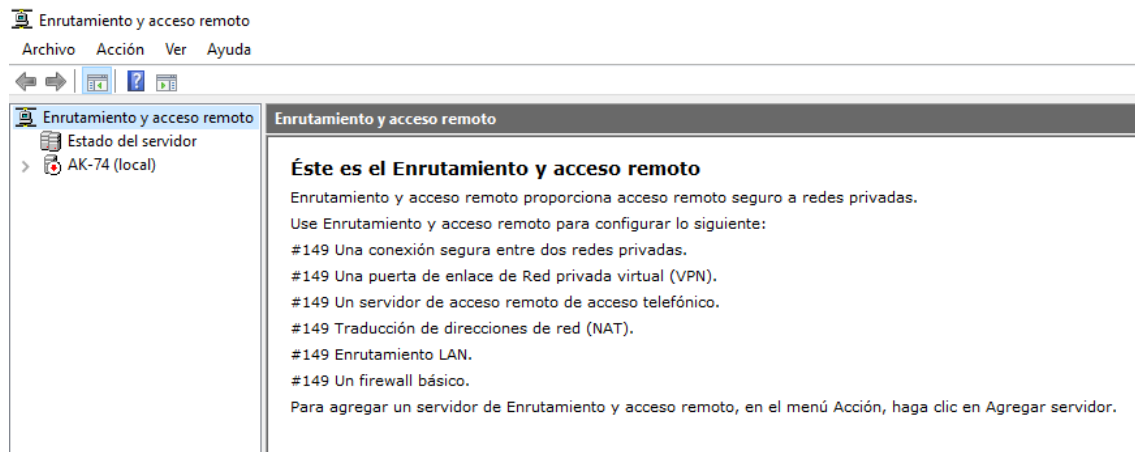 Enrutamiento y acceso remoto
Archivo Acción Ver Ayuda
Enrutamiento y acceso remoto
Estado del servidor
AK-74 (local)
Enrutamiento y acceso remoto
Éste es el Enrutamiento y acceso remoto
Enrutamiento y acceso remoto proporciona acceso remoto seguro a redes privadas.
Use Enrutamiento y acceso remoto para configurar lo siguiente:
#149 Una conexión segura entre dos redes privadas.
#149 Una puerta de enlace de Red privada virtual (VPN).
#149 Un servidor de acceso remoto de acceso telefónico.
#149 Traducción de direcciones de red (NAT).
#149 Enrutamiento LAN.
#149 Un firewall básico.
Para agregar un servidor de Enrutamiento y acceso remoto, en el menú Acción, haga clic en Agregar servidor.